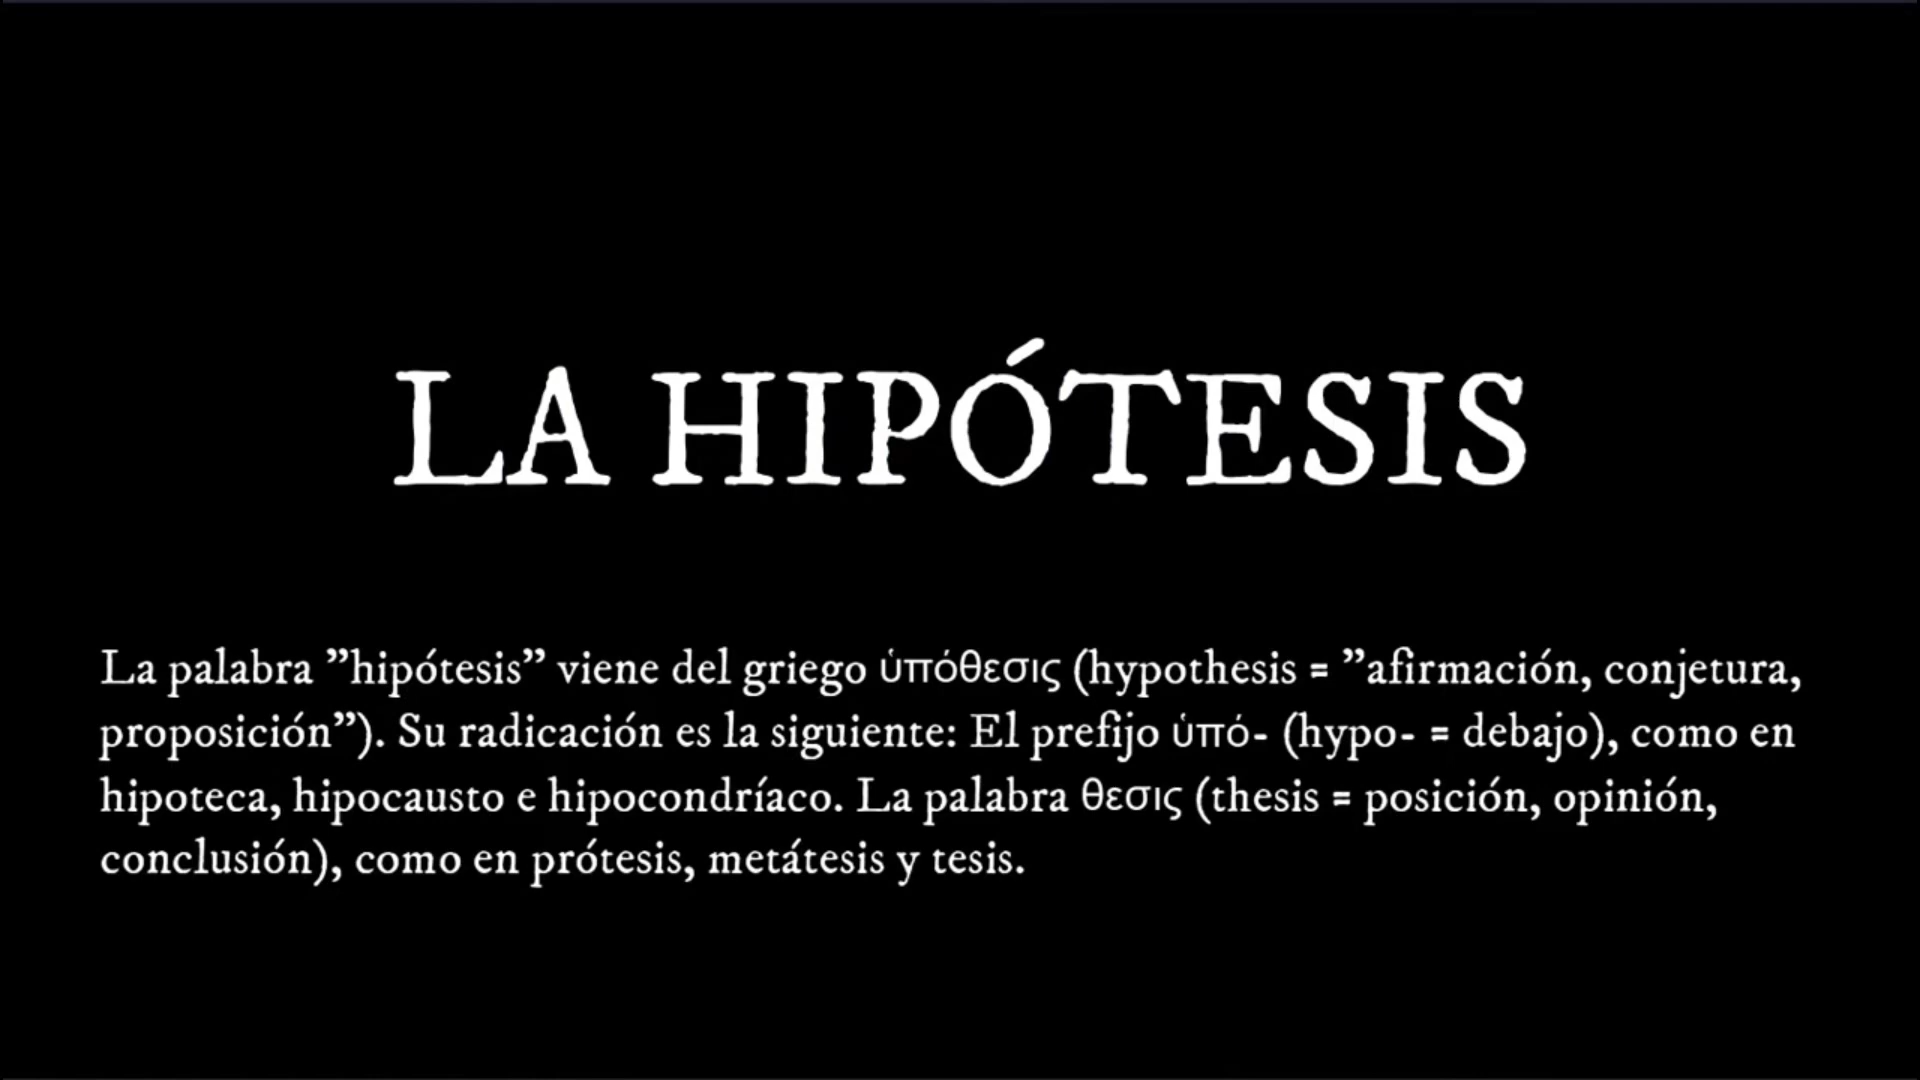 LA HIPÓTESIS
La palabra ”hipótesis” viene del griego ὑπόθεσις (hypothesis = ”afirmación, conjetura,
proposición”). Su radicación es la siguiente: El prefijo ὑπό- (hypo- = debajo), como en
hipoteca, hipocausto e hipocondríaco. La palabra θεσις (thesis = posición, opinión,
conclusión), como en prótesis, metátesis y tesis.